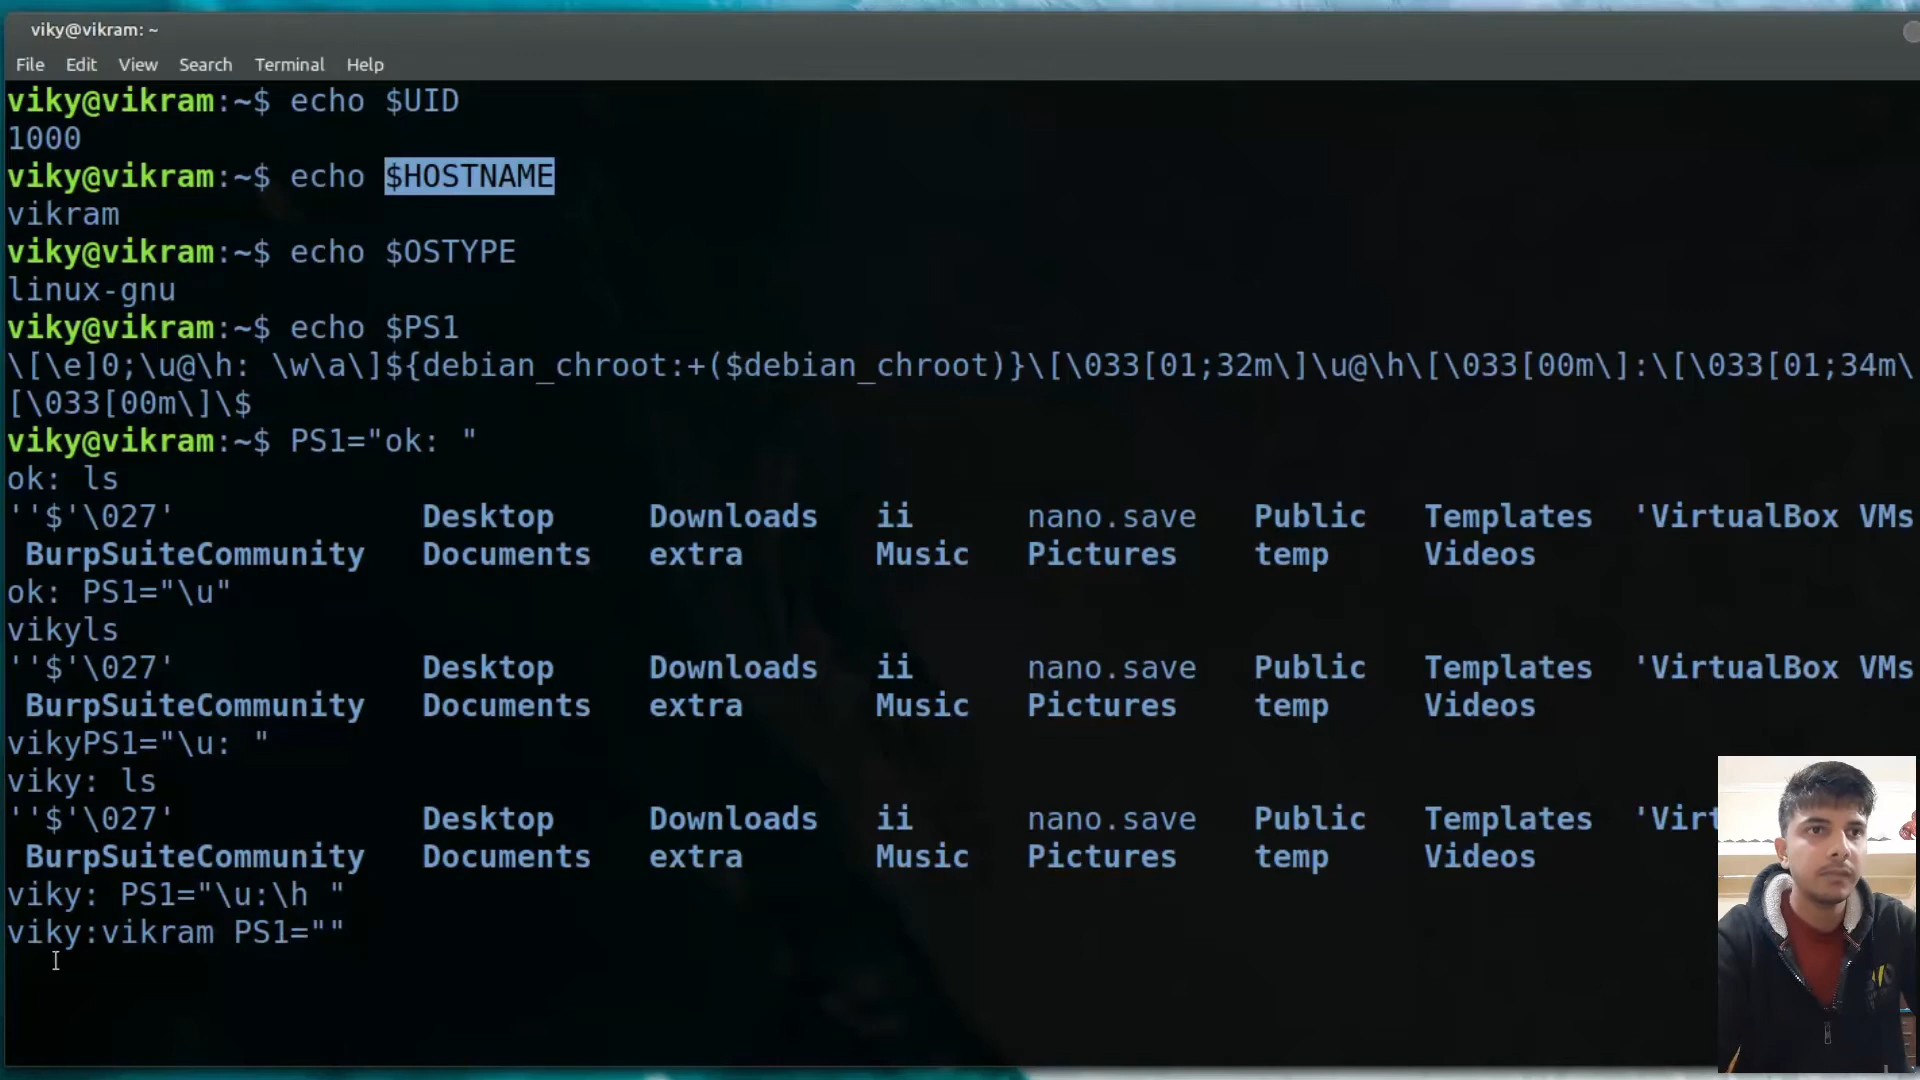 viky@vikram: ~
File Edit View Search Terminal Help
viky@vikram:~$ echo $UID
1000
viky@vikram:~$ echo $HOSTNAME
vikram
viky@vikram:~$ echo $OSTYPE
linux-gnu
viky@vikram:~$ echo $PS1
\[\e]0;\u@\h: \w\a\]${debian_chroot:+($debian_chroot)}\[\033[01;32m\]\u@\h\[\033[00m\]:\[\033[01;34m\
[\033[00m\]\$
viky@vikram:~$ PS1="ok: "
ok: ls
''$'\027' Desktop Downloads ii nano.save Public Templates 'VirtualBox VMs
BurpSuiteCommunity Documents extra Music Pictures temp Videos
ok: PS1="\u"
vikyls
''$'\027' Desktop Downloads ii nano.save Public Templates 'VirtualBox VMs
BurpSuiteCommunity Documents extra Music Pictures temp Videos
vikyPS1="\u: "
viky: ls
''$'\027' Desktop Downloads ii nano.save Public Templates 'Virt
BurpSuiteCommunity Documents extra Music Pictures temp Videos
viky: PS1="\u:\h "
viky:vikram PS1=""